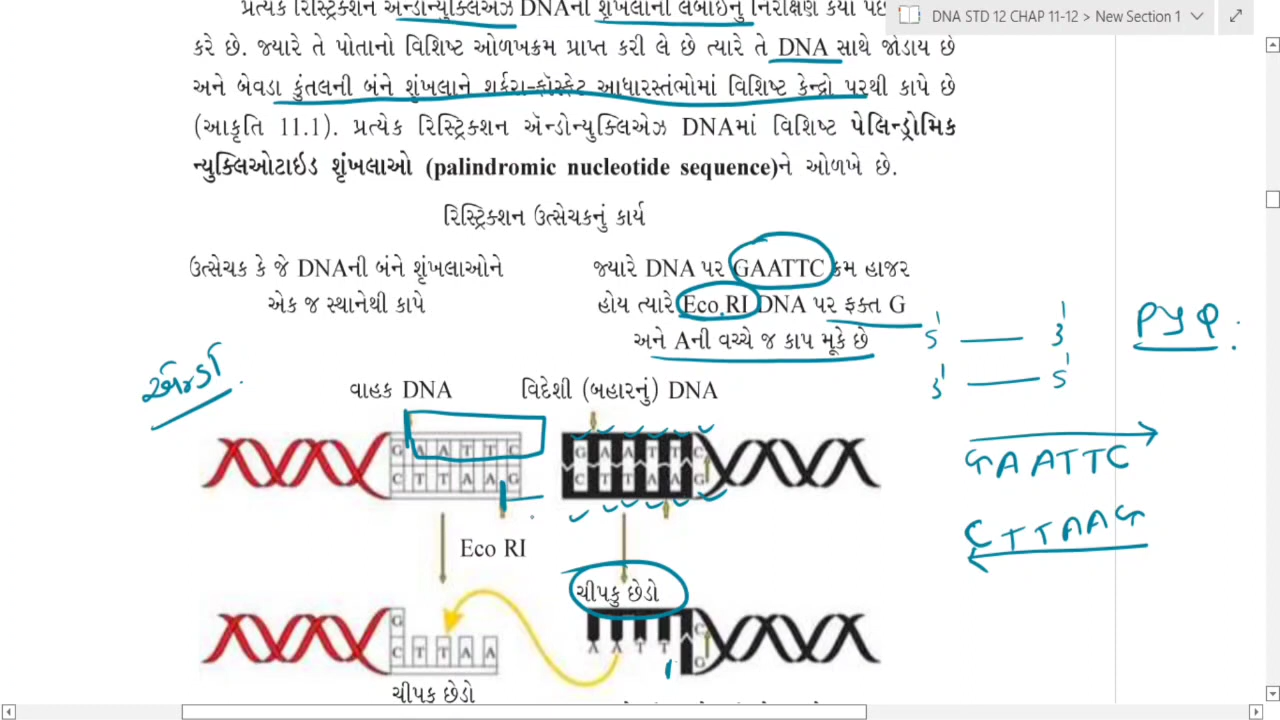 DNA STD 12 CHAP 11-12 > New Section 1
પ્રત્યેક રિસ્ટ્રિક્શન ઍન્ડોન્યુક્લિએઝ DNAની શૃંખલાની લંબાઈનું નિરીક્ષણ કર્યા પછ
કરે છે. જ્યારે તે પોતાનો વિશિષ્ટ ઓળખક્રમ પ્રાપ્ત કરી લે છે ત્યારે તે DNA સાથે જોડાય છે
અને બેવડા કુંતલની બંને શૃંખલાને શર્કરા-ફૉસ્ફેટ આધારસ્તંભોમાં વિશિષ્ટ કેન્દ્રો પરથી કાપે છે
(આકૃતિ 11.1). પ્રત્યેક રિસ્ટ્રિક્શન ઍન્ડોન્યુક્લિએઝ DNAમાં વિશિષ્ટ પેલિન્ડ્રોમિક
ન્યુક્લિઓટાઇડ શૃંખલાઓ (palindromic nucleotide sequence)ને ઓળખે છે.
રિસ્ટ્રિક્શન ઉત્સેચકનું કાર્ય
ઉત્સેચક કે જે DNAની બંને શૃંખલાઓને
એક જ સ્થાનેથી કાપે
જ્યારે DNA પર GAATTC ક્રમ હાજર
હોય ત્યારે Eco RI DNA પર ફક્ત G
અને Aની વચ્ચે જ કાપ મૂકે છે
5' 3'
3' 5'
PYQ:
વાહક DNA
વિદેશી (બહારનું) DNA
G A A T T C
C T T A A G
G A A T T C
C T T A A G
GAATTC
CTTAAG
Eco RI
ચીપકુ છેડો
G
C T T A A
A A T T
C
G
ચીપકુ છેડો